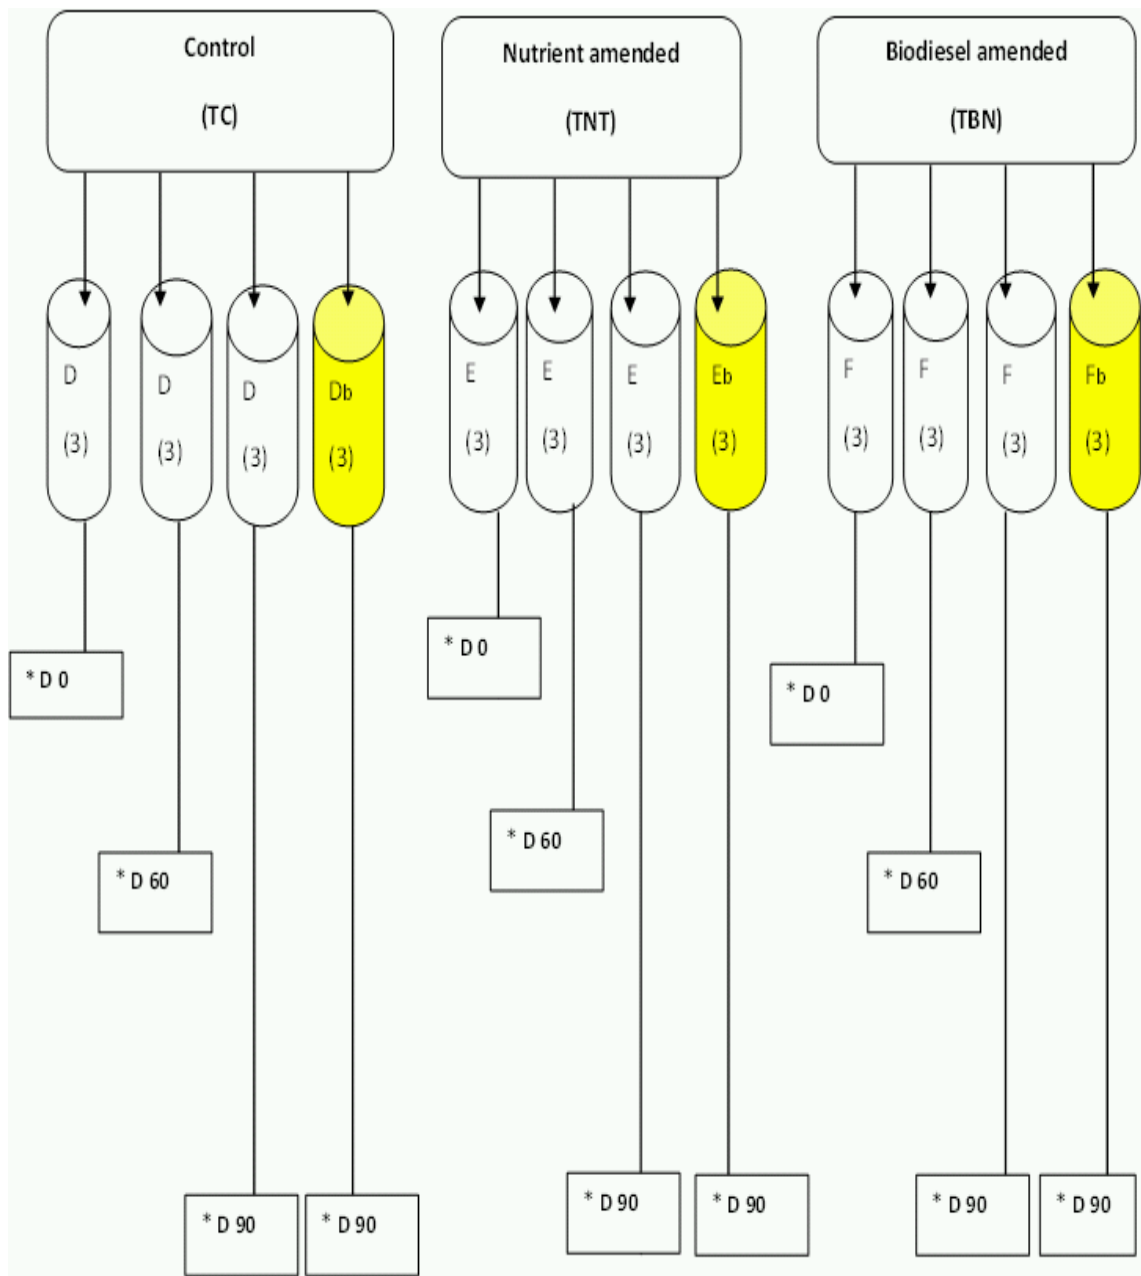 Control
(TC)
Nutrient amended
(TNT)
Biodiesel amended
(TBN)
D
(3)
D
(3)
D
(3)
Db
(3)
E
(3)
E
(3)
E
(3)
Eb
(3)
F
(3)
F
(3)
F
(3)
Fb
(3)
* D 0
* D 0
* D 0
* D 60
* D 60
* D 60
* D 90
* D 90
* D 90
* D 90
* D 90
* D 90